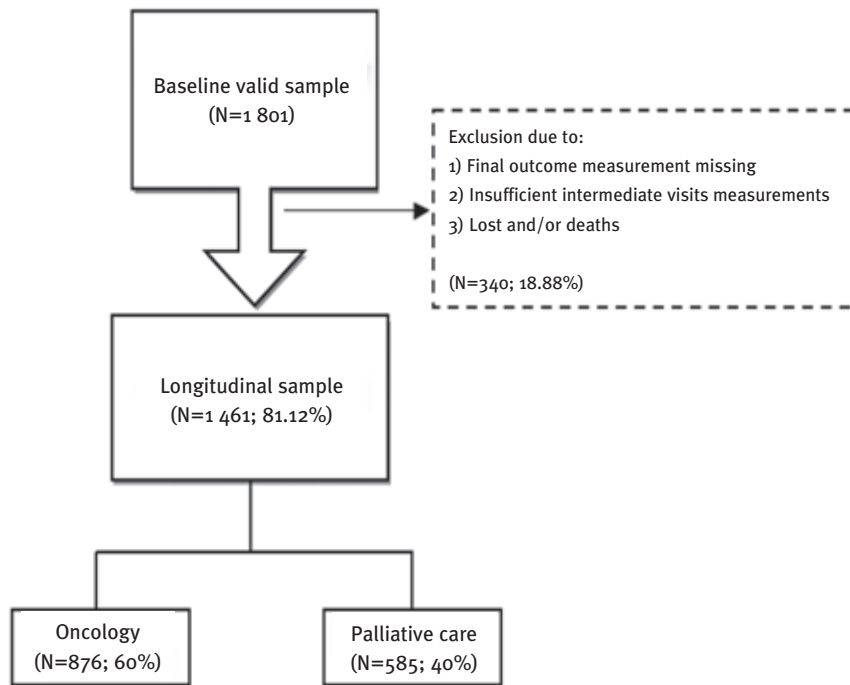 Baseline valid sample
(N=1 801)
Exclusion due to:
1) Final outcome measurement missing
2) Insufficient intermediate visits measurements
3) Lost and/or deaths
(N=340; 18.88%)
Longitudinal sample
(N=1 461; 81.12%)
Oncology
(N=876; 60%)
Palliative care
(N=585; 40%)